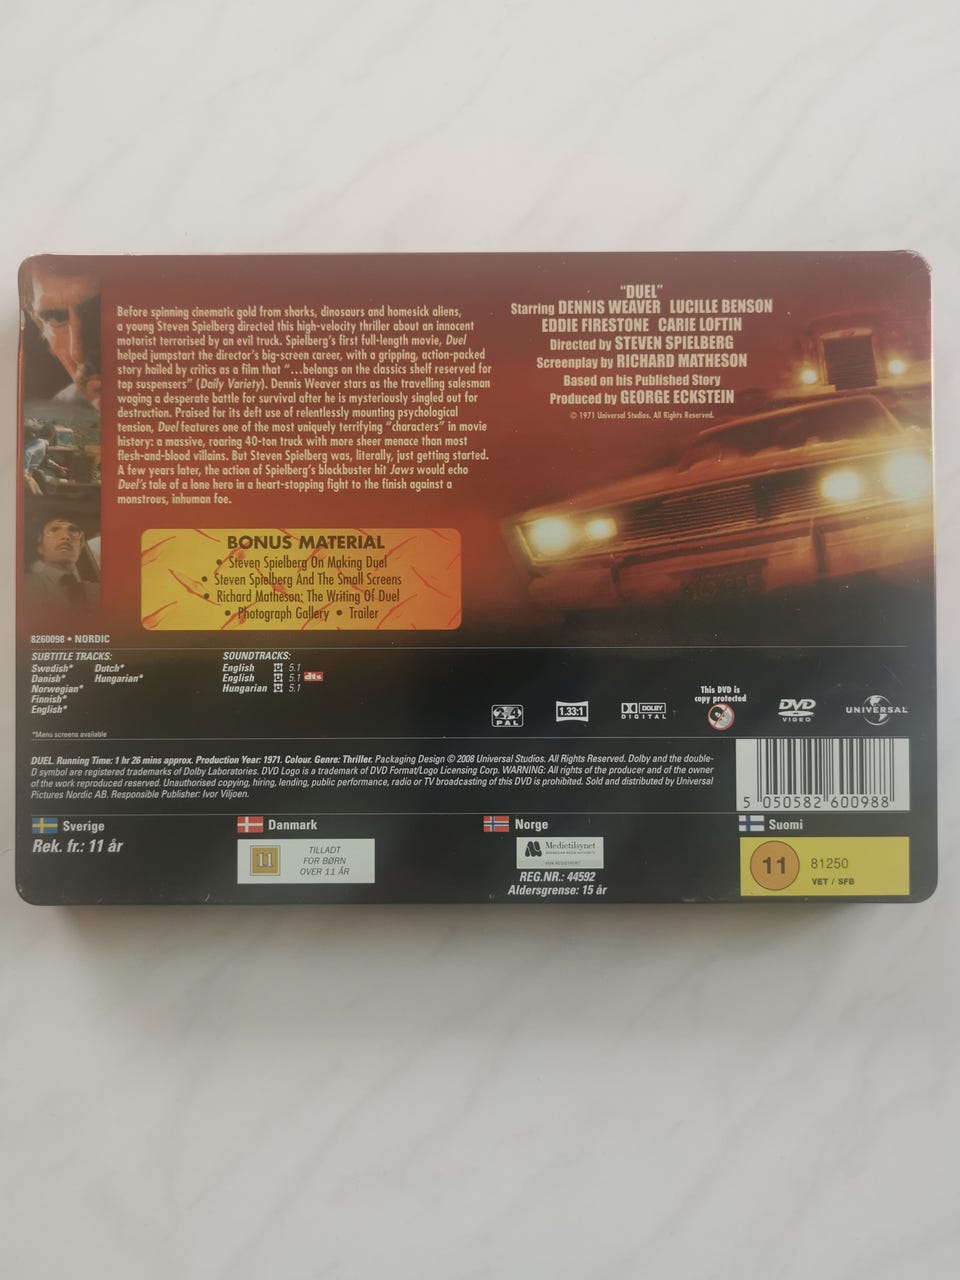 Before spinning cinematic gold from sharks, dinosaurs and homesick aliens,
a young Steven Spielberg directed this high-velocity thriller about an innocent
motorist terrorised by an evil truck. Spielberg's first full-length movie, Duel
helped jumpstart the director's big-screen career, with a gripping, action-packed
story hailed by critics as a film that "...belongs on the classics shelf reserved for
top suspensers" (Daily Variety). Dennis Weaver stars as the travelling salesman
waging a desperate battle for survival after he is mysteriously singled out for
destruction. Praised for its deft use of relentlessly mounting psychological
tension, Duel features one of the most uniquely terrifying "characters" in movie
history: a massive, roaring 40-ton truck with more sheer menace than most
flesh-and-blood villains. But Steven Spielberg was, literally, just getting started.
A few years later, the action of Spielberg's blockbuster hit Jaws would echo
Duel's tale of a lone hero in a heart-stopping fight to the finish against a
monstrous, inhuman foe.
"DUEL"
Starring DENNIS WEAVER LUCILLE BENSON
EDDIE FIRESTONE CARIE LOFTIN
Directed by STEVEN SPIELBERG
Screenplay by RICHARD MATHESON
Based on his Published Story
Produced by GEORGE ECKSTEIN
© 1971 Universal Studios. All Rights Reserved.
BONUS MATERIAL
• Steven Spielberg On Making Duel
• Steven Spielberg And The Small Screens
• Richard Matheson: The Writing Of Duel
• Photograph Gallery • Trailer
8260098 • NORDIC
SUBTITLE TRACKS:
Swedish* Dutch*
Danish* Hungarian*
Norwegian*
Finnish*
English*
*Menu screens available
SOUNDTRACKS:
English 5.1
English 5.1 dts
Hungarian 5.1
2,4
PAL
1.33:1
DOLBY
DIGITAL
This DVD is
copy protected
DVD
VIDEO
UNIVERSAL
DUEL. Running Time: 1 hr 26 mins approx. Production Year: 1971. Colour. Genre: Thriller. Packaging Design © 2008 Universal Studios. All Rights Reserved. Dolby and the double-
D symbol are registered trademarks of Dolby Laboratories. DVD Logo is a trademark of DVD Format/Logo Licensing Corp. WARNING: All rights of the producer and of the owner
of the work reproduced reserved. Unauthorised copying, hiring, lending, public performance, radio or TV broadcasting of this DVD is prohibited. Sold and distributed by Universal
Pictures Nordic AB. Responsible Publisher: Ivor Viljoen.
5 050582 600988
Sverige
Rek. fr.: 11 år
Danmark
11
TILLADT
FOR BØRN
OVER 11 ÅR
Norge
Medietilsynet
NORWEGIAN MEDIA AUTHORITY
KUN REGISTRERT
REG.NR.: 44592
Aldersgrense: 15 år
Suomi
11
81250
VET / SFB